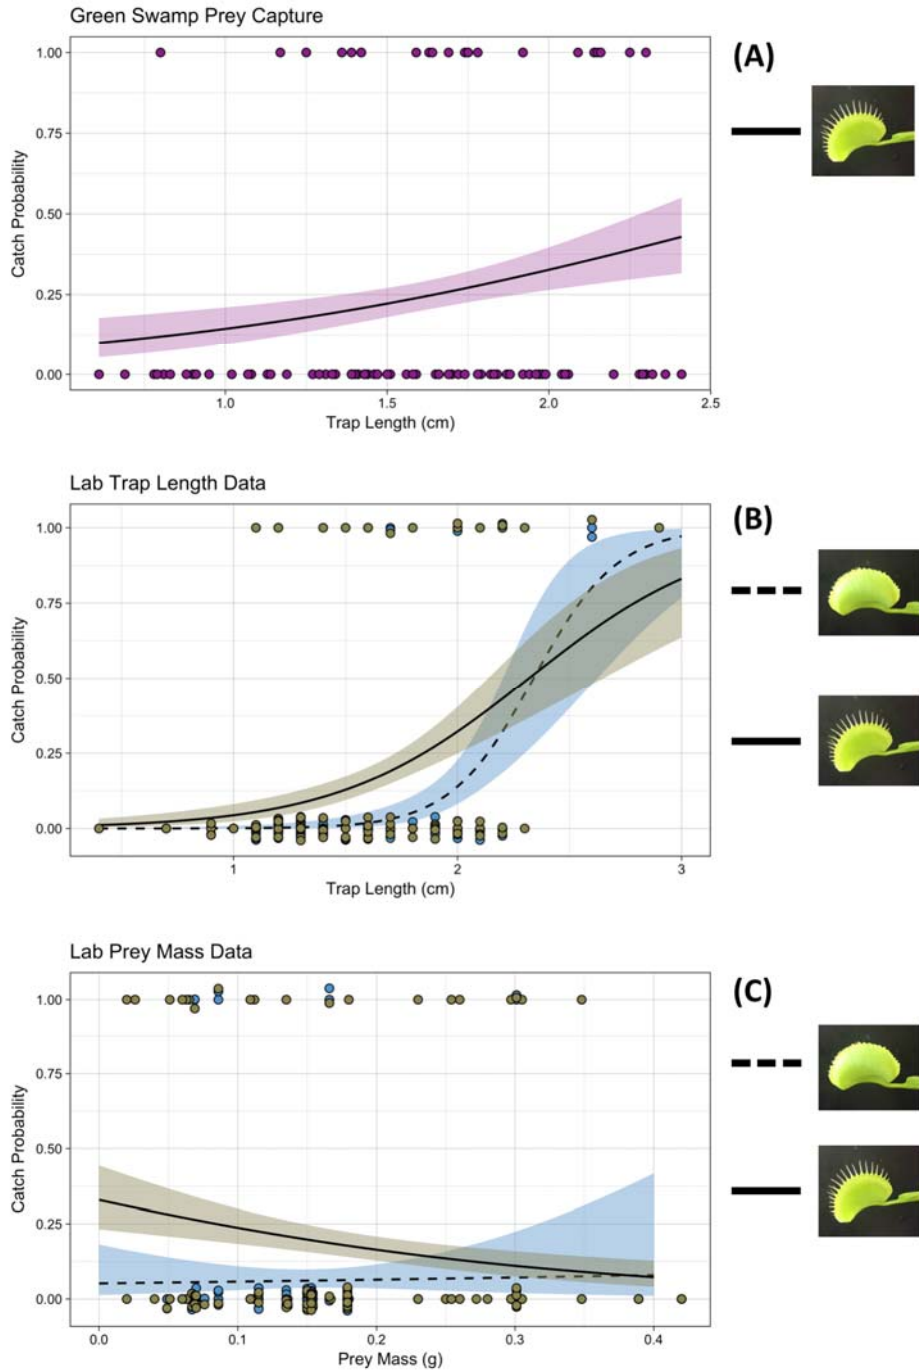 Green Swamp Prey Capture
(A)
1.00
0.75
0.50
0.25
0.00
Catch Probability
1.0
1.5
2.0
2.5
Trap Length (cm)
Lab Trap Length Data
(B)
1.00
0.75
0.50
0.25
0.00
Catch Probability
1
2
3
Trap Length (cm)
Lab Prey Mass Data
(C)
1.00
0.75
0.50
0.25
0.00
Catch Probability
0.0
0.1
0.2
0.3
0.4
Prey Mass (g)